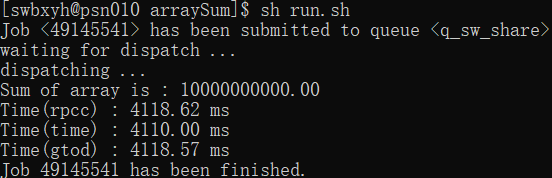 [swbxyh@psn010 arraySum]$ sh run.sh
Job <49145541> has been submitted to queue <q_sw_share>
waiting for dispatch ...
dispatching ...
Sum of array is : 10000000000.00
Time(rpcc) : 4118.62 ms
Time(time) : 4110.00 ms
Time(gtod) : 4118.57 ms
Job 49145541 has been finished.